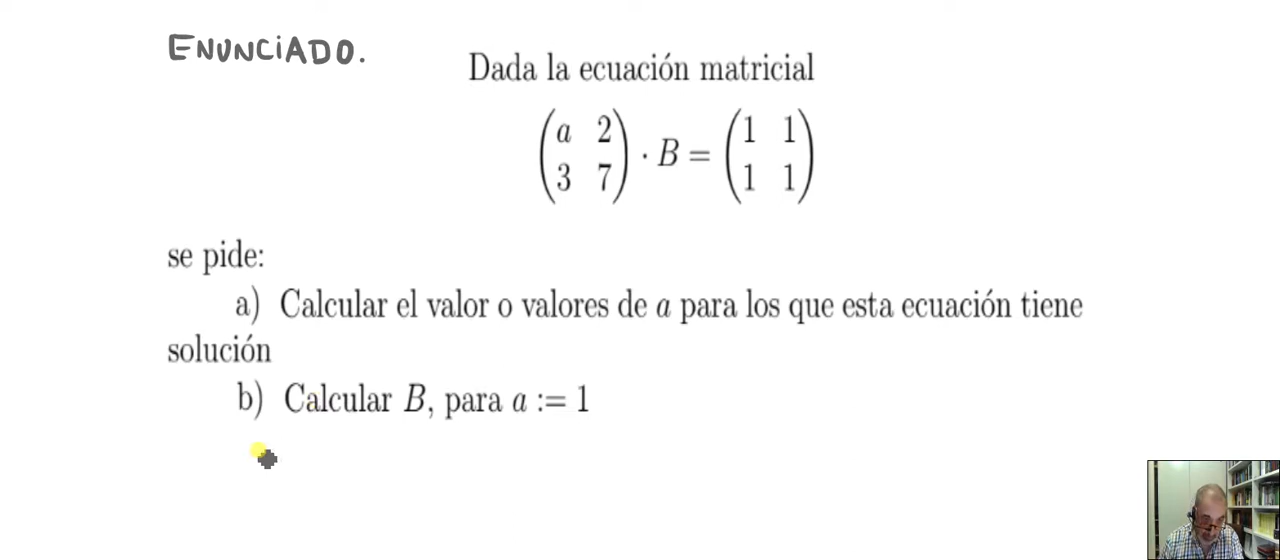 ENUNCIADO.
Dada la ecuación matricial
(a 2
3 7) · B = (1 1
1 1)
se pide:
a) Calcular el valor o valores de a para los que esta ecuación tiene
solución
b) Calcular B, para a := 1